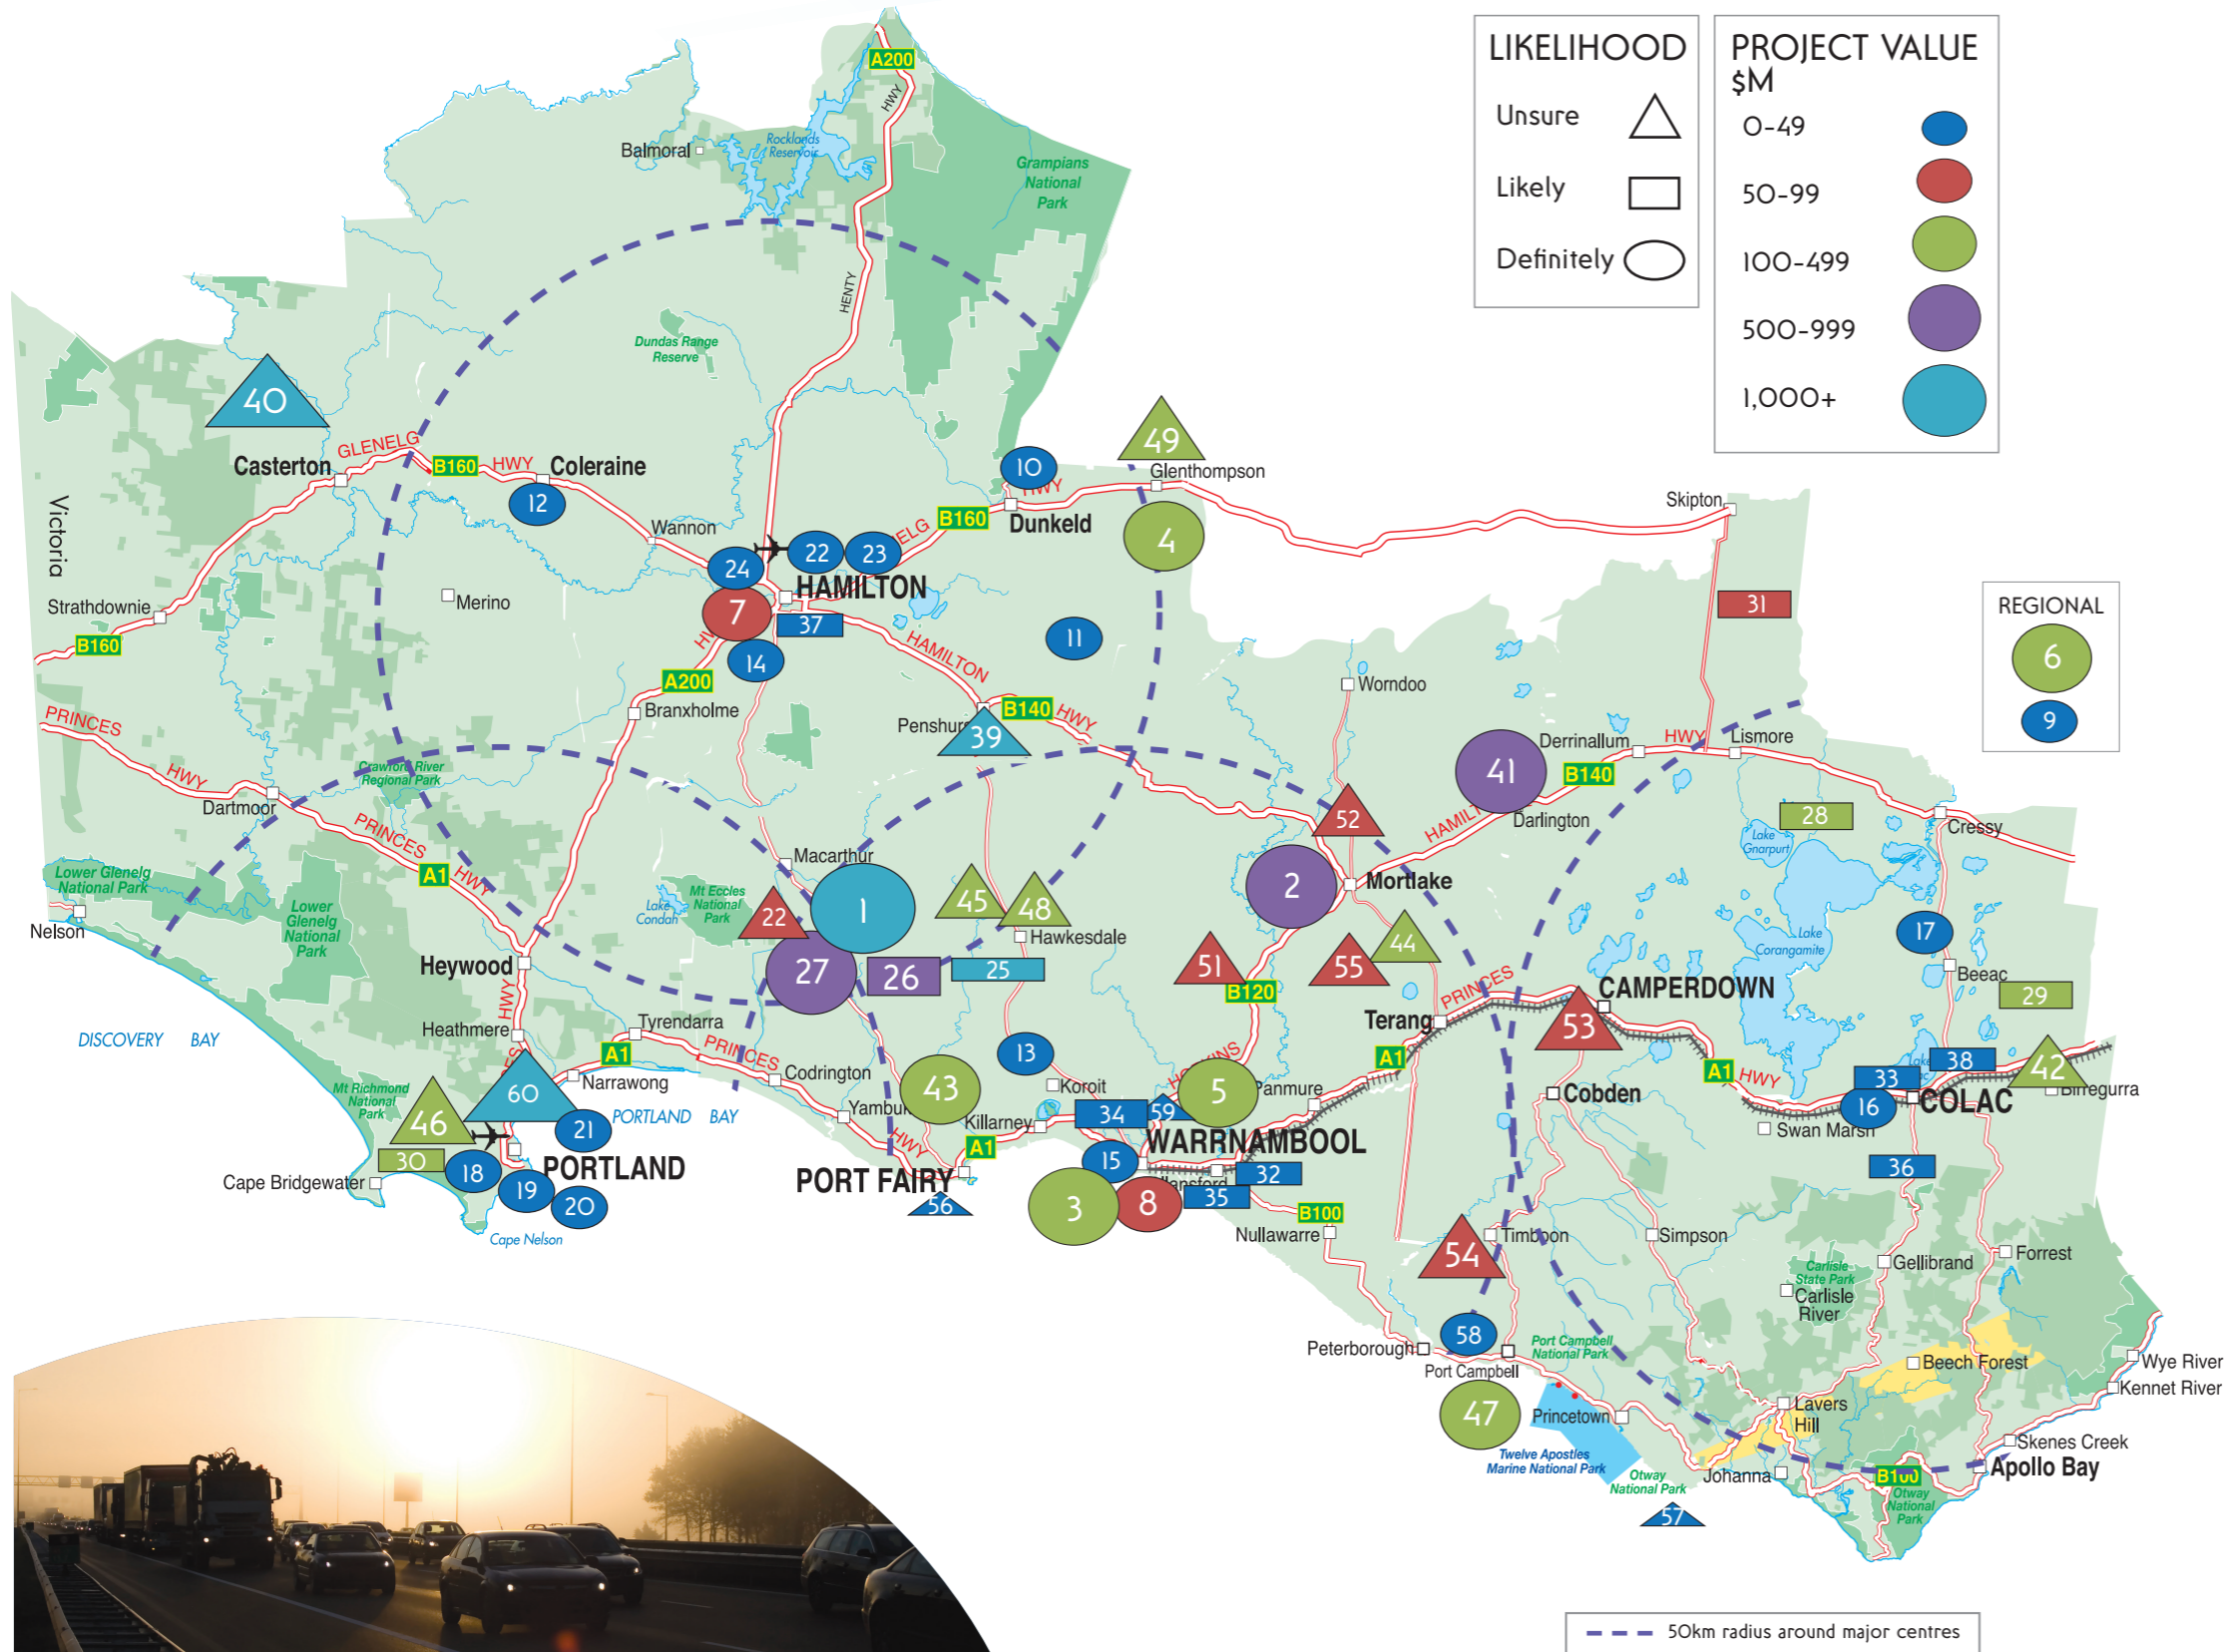 LIKELIHOOD
Unsure
Likely
Definitely
PROJECT VALUE
$M
0-49
50-99
100-499
500-999
1,000+
REGIONAL
6
9
A200
HWY
Balmoral
Rocklands
Reservoir
Grampians
National
Park
HENTY
Dundas Range
Reserve
40
GLENELG
Casterton
B160
HWY
Coleraine
12
Victoria
Wannon
10
HWY
Dunkeld
B160
ELG
49
Glenthompson
4
Skipton
31
24
22
23
HAMILTON
7
37
14
Merino
Strathdownie
B160
11
HAMILTON
A200
Branxholme
Worndoo
PRINCES
HWY
Penshur
B140
HWY
39
41
Derrinallum
HWY
Lismore
B140
Crawford River
Regional Park
Dartmoor
PRINCES
HWY
A1
52
HAMILT
Darlington
28
Lake
Gnarpurt
Cressy
Macarthur
Lower Glenelg
National Park
Lower
Glenelg
National
Park
Nelson
Mt Eccles
National
Park
Lake
Condah
22
1
45
48
Hawkesdale
2
Mortlake
17
Lake
Corangamite
Beeac
Heywood
27
26
25
51
55
44
B120
PRINCES
CAMPERDOWN
29
DISCOVERY BAY
HWY
Heathmere
Tyrendarra
A1
PRINCES
Terang
53
Codrington
13
A1
A1
HWY
38
33
42
Birregurra
Narrawong
60
Mt Richmond
National
Park
46
21
PORTLAND BAY
43
Koroit
5
Panmure
Cobden
16
COLAC
Swan Marsh
Killarney
34
59
HWY
A1
WARRNAMBOOL
30
18
19
20
PORTLAND
Cape Bridgewater
Cape Nelson
PORT FAIRY
56
15
32
35
36
3
8
B100
Nullawarre
54
Timboon
Simpson
Gellibrand
Forrest
Carlisle
State Park
Carlisle
River
58
Peterborough
Port Campbell
Port Campbell
National Park
47
Princetown
Twelve Apostles
Marine National Park
Otway
National Park
57
Beech Forest
Lavers
Hill
Johanna
B100
Otway
National
Park
Wye River
Kennet River
Skenes Creek
Apollo Bay
50km radius around major centres